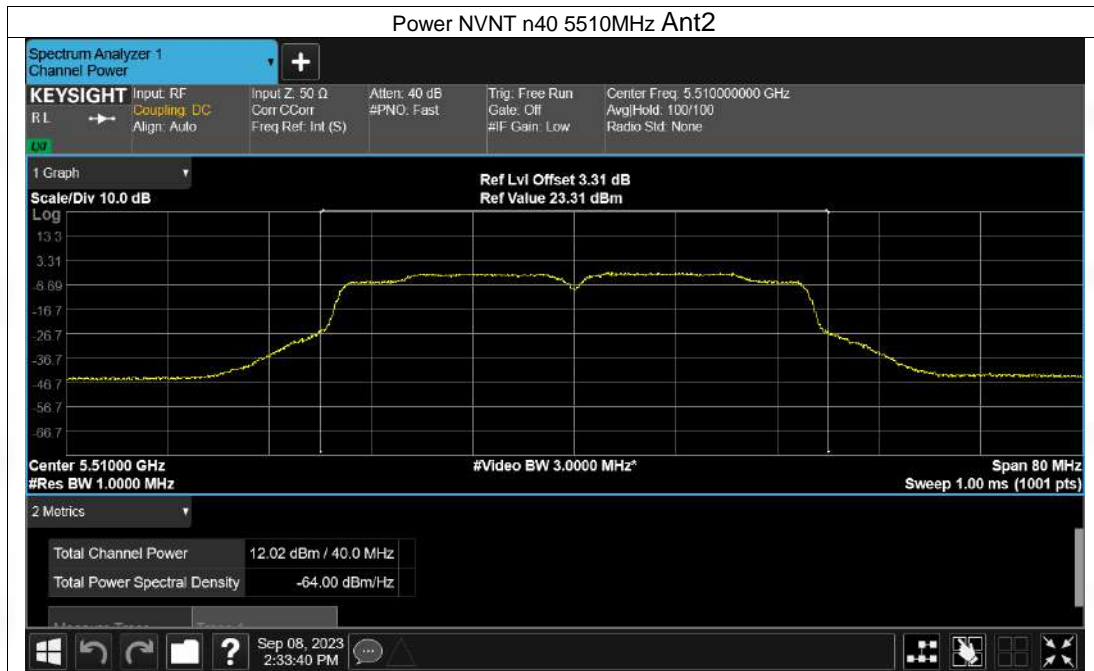 Power NVNT n40 5510MHz Ant2
Spectrum Analyzer 1
Channel Power
KEYSIGHT
R L
LXI
Input: RF
Coupling: DC
Align: Auto
Input Z: 50 Ω
Corr CCorr
Freq Ref: Int (S)
Atten: 40 dB
#PNO: Fast
Trig: Free Run
Gate: Off
#IF Gain: Low
Center Freq: 5.510000000 GHz
Avg|Hold: 100/100
Radio Std: None
1 Graph
Scale/Div 10.0 dB
Ref Lvl Offset 3.31 dB
Ref Value 23.31 dBm
Log
13.3
3.31
-6.69
-16.7
-26.7
-36.7
-46.7
-56.7
-66.7
Center 5.51000 GHz
#Res BW 1.0000 MHz
#Video BW 3.0000 MHz*
Span 80 MHz
Sweep 1.00 ms (1001 pts)
2 Metrics
Total Channel Power 12.02 dBm / 40.0 MHz
Total Power Spectral Density -64.00 dBm/Hz
Sep 08, 2023
2:33:40 PM